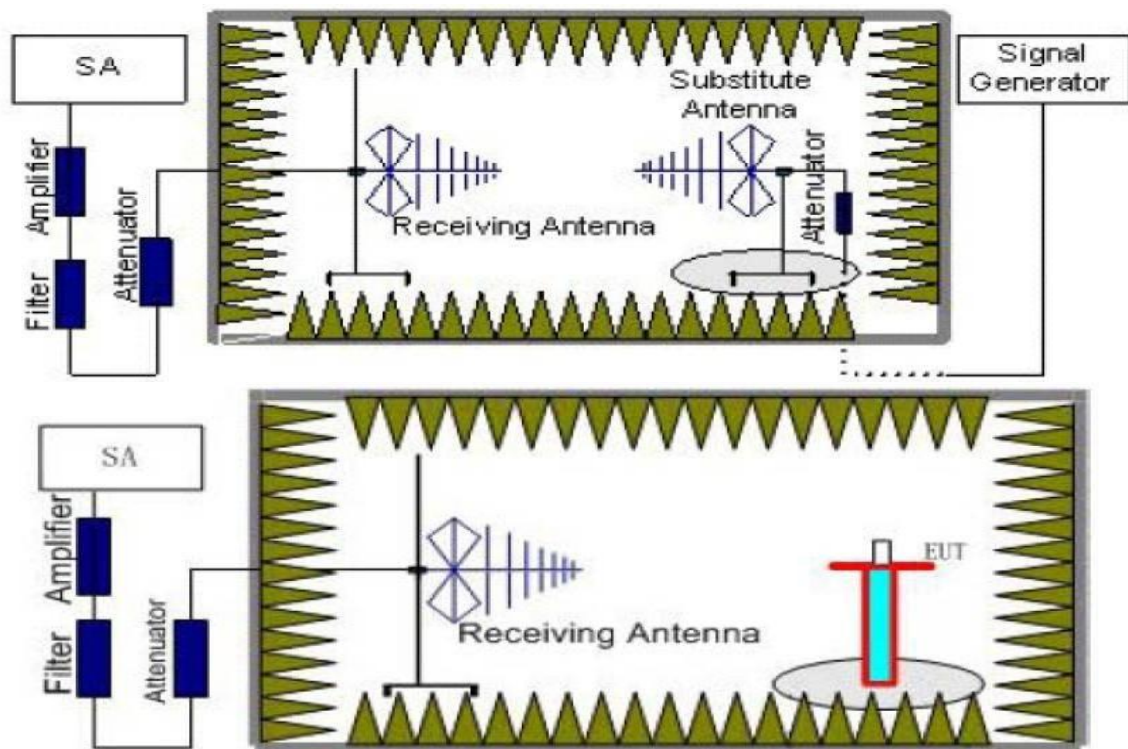 SA
Signal
Generator
Substitute
Antenna
Amplifier
Attenuator
Attenuator
Filter
Receiving Antenna
SA
Amplifier
EUT
Filter
Attenuator
Receiving Antenna